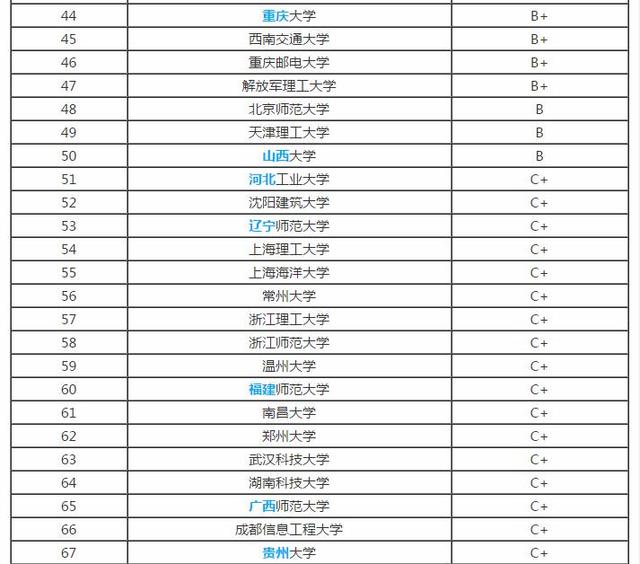 44 重庆大学 B+
45 西南交通大学 B+
46 重庆邮电大学 B+
47 解放军理工大学 B+
48 北京师范大学 B
49 天津理工大学 B
50 山西大学 B
51 河北工业大学 C+
52 沈阳建筑大学 C+
53 辽宁师范大学 C+
54 上海理工大学 C+
55 上海海洋大学 C+
56 常州大学 C+
57 浙江理工大学 C+
58 浙江师范大学 C+
59 温州大学 C+
60 福建师范大学 C+
61 南昌大学 C+
62 郑州大学 C+
63 武汉科技大学 C+
64 湖南科技大学 C+
65 广西师范大学 C+
66 成都信息工程大学 C+
67 贵州大学 C+